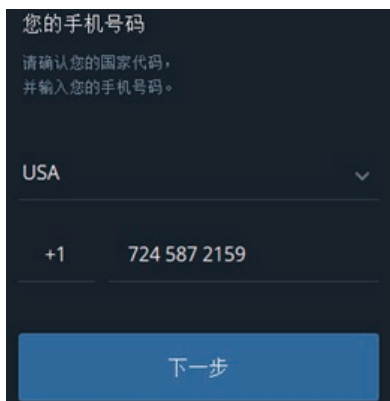 您的手机号码
请确认您的国家代码，
并输入您的手机号码。
USA
+1 724 587 2159
下一步